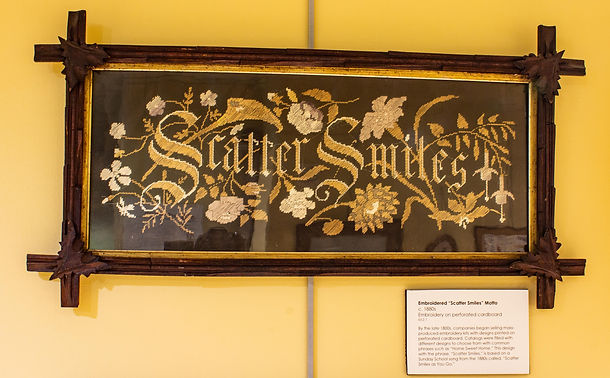 Scatter Smiles
Embroidered "Scatter Smiles" Motto
c. 1880s
Embroidery on perforated cardboard
By the late 1800s, companies began selling mass-
produced embroidery kits with designs printed on
perforated cardboard. Catalogs were filled with
different designs to choose from with common
phrases such as "Home Sweet Home." This design
with the phrase, "Scatter Smiles," is based on a
Sunday School song from the 1880s called, "Scatter
Smiles as You Go."